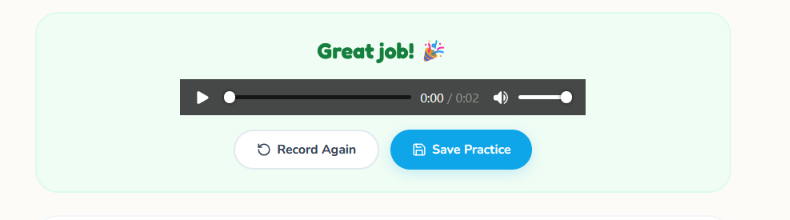 Great job! 🎉
0:00 / 0:02
Record Again
Save Practice